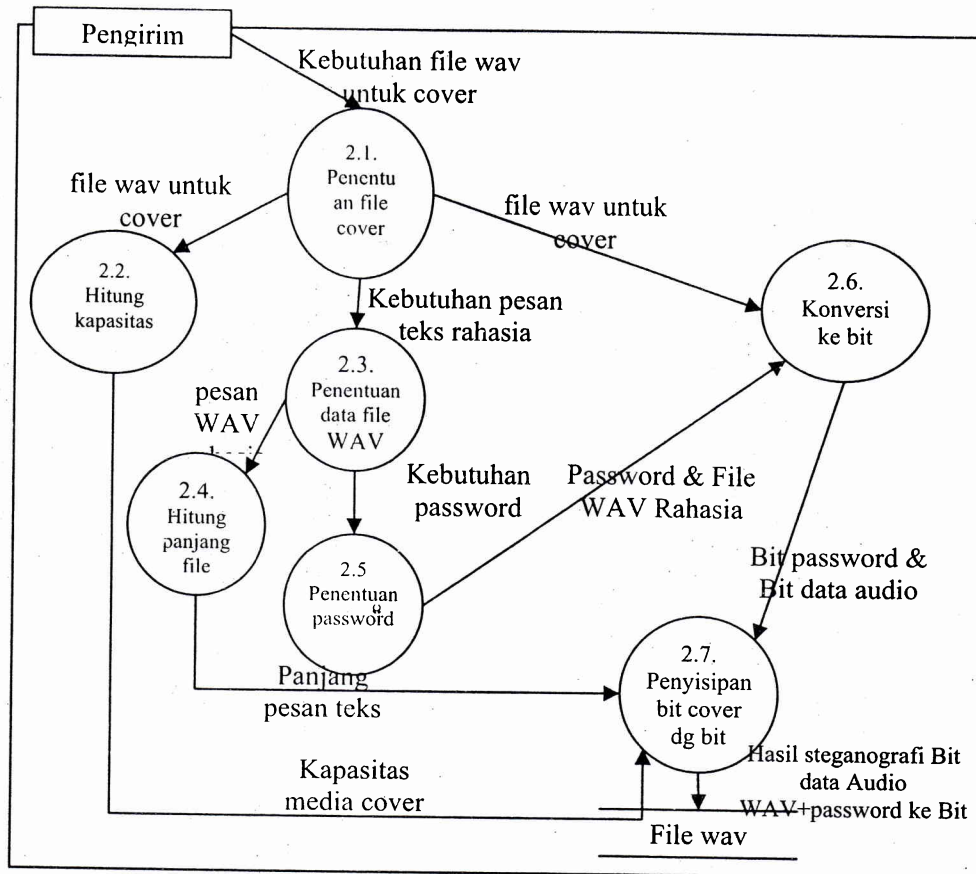 Pengirim
Kebutuhan file wav
untuk cover
2.1.
Penentu
an file
cover
file wav untuk
cover
file wav untuk
cover
2.2.
Hitung
kapasitas
2.6.
Konversi
ke bit
Kebutuhan pesan
teks rahasia
2.3.
Penentuan
data file
WAV
pesan
WAV
2.4.
Hitung
panjang
file
Kebutuhan
password
Password & File
WAV Rahasia
2.5
Penentuan
password
Bit password &
Bit data audio
2.7.
Penyisipan
bit cover
dg bit
Panjang
pesan teks
Kapasitas
media cover
Hasil steganografi Bit
data Audio
WAV+password ke Bit
File wav